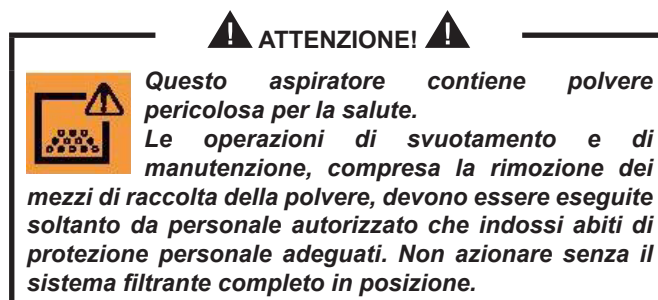 ATTENZIONE!
Questo aspiratore contiene polvere
pericolosa per la salute.
Le operazioni di svuotamento e di
manutenzione, compresa la rimozione dei
mezzi di raccolta della polvere, devono essere eseguite
soltanto da personale autorizzato che indossi abiti di
protezione personale adeguati. Non azionare senza il
sistema filtrante completo in posizione.